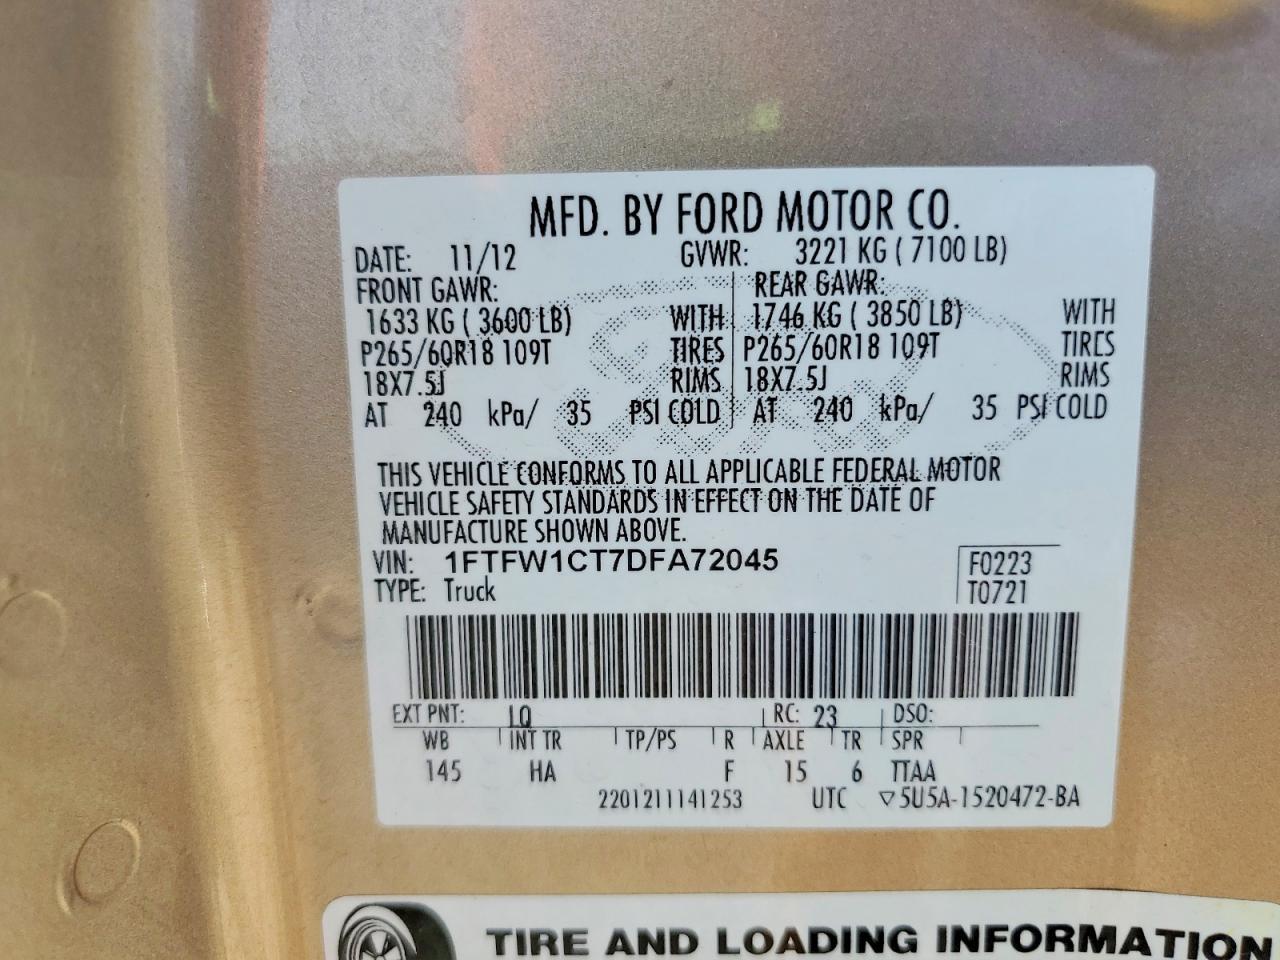 MFD. BY FORD MOTOR CO.
DATE: 11/12 GVWR: 3221 KG ( 7100 LB)
FRONT GAWR: REAR GAWR:
1633 KG ( 3600 LB) WITH 1746 KG ( 3850 LB) WITH
P265/60R18 109T TIRES P265/60R18 109T TIRES
18X7.5J RIMS 18X7.5J RIMS
AT 240 kPa/ 35 PSI COLD AT 240 kPa/ 35 PSI COLD
THIS VEHICLE CONFORMS TO ALL APPLICABLE FEDERAL MOTOR
VEHICLE SAFETY STANDARDS IN EFFECT ON THE DATE OF
MANUFACTURE SHOWN ABOVE.
VIN: 1FTFW1CT7DFA72045 F0223
TYPE: Truck T0721
EXT PNT: LQ RC: 23 DSO:
WB INT TR TP/PS R AXLE TR SPR
145 HA F 15 6 TTAA
2201211141253 UTC ▽5U5A-1520472-BA
TIRE AND LOADING INFORMATION